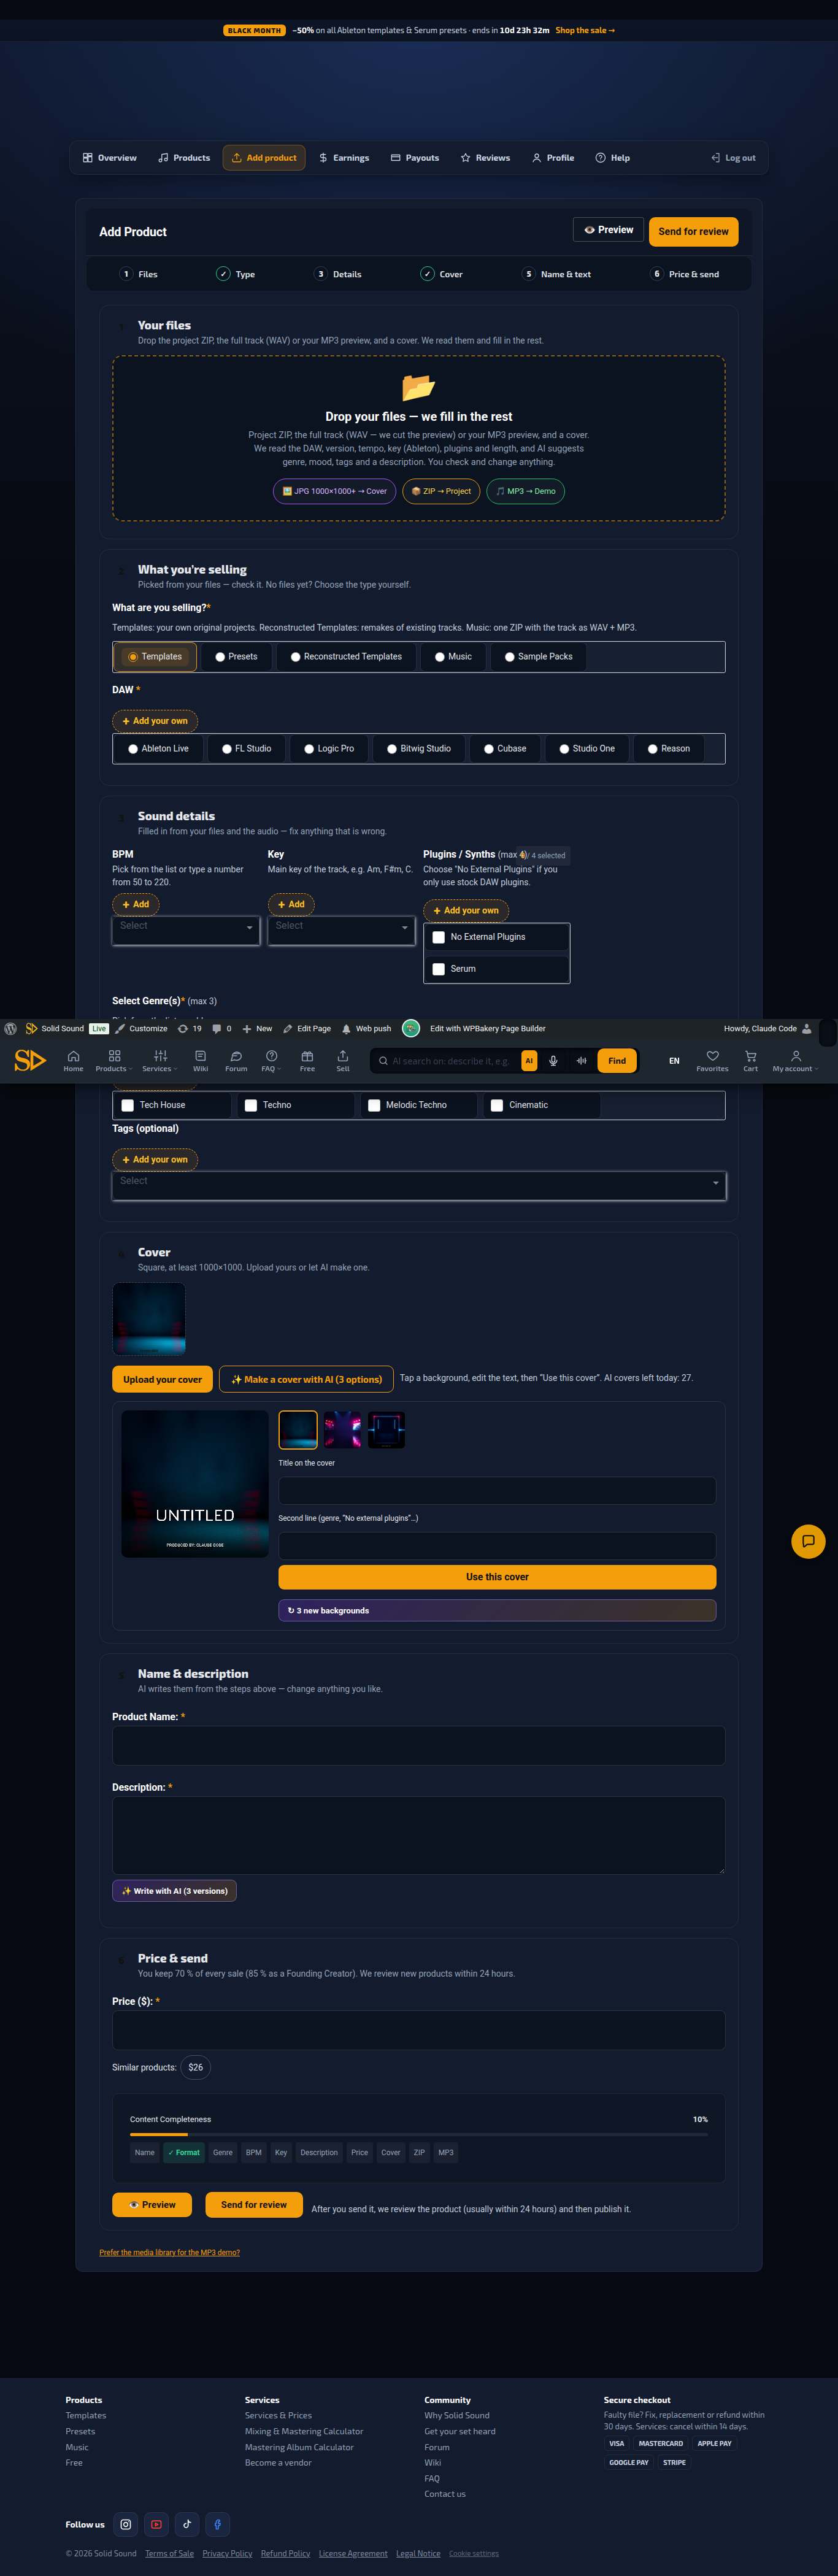 BLACK MONTH −50% on all Ableton templates & Serum presets · ends in 10d 23h 32m Shop the sale →
Overview Products Add product Earnings Payouts Reviews Profile Help Log out
Add Product Preview Send for review
1 Files ✓ Type 3 Details ✓ Cover 5 Name & text 6 Price & send
Your files
Drop the project ZIP, the full track (WAV) or your MP3 preview, and a cover. We read them and fill in the rest.
Drop your files — we fill in the rest
Project ZIP, the full track (WAV — we cut the preview) or your MP3 preview, and a cover.
We read the DAW, version, tempo, key (Ableton), plugins and length, and AI suggests
genre, mood, tags and a description. You check and change anything.
JPG 1000×1000+ → Cover ZIP → Project MP3 → Demo
What you're selling
Picked from your files — check it. No files yet? Choose the type yourself.
What are you selling?*
Templates: your own original projects. Reconstructed Templates: remakes of existing tracks. Music: one ZIP with the track as WAV + MP3.
Templates Presets Reconstructed Templates Music Sample Packs
DAW *
+ Add your own
Ableton Live FL Studio Logic Pro Bitwig Studio Cubase Studio One Reason
Sound details
Filled in from your files and the audio — fix anything that is wrong.
BPM Key Plugins / Synths (max 4) / 4 selected
Pick from the list or type a number
from 50 to 220.
Main key of the track, e.g. Am, F#m, C.
Choose "No External Plugins" if you
only use stock DAW plugins.
+ Add + Add + Add your own
Select Select
No External Plugins
Serum
Select Genre(s)* (max 3)
Solid Sound Live Customize 19 0 New Edit Page Web push Edit with WPBakery Page Builder Howdy, Claude Code
Home Products Services Wiki Forum FAQ Free Sell AI search on: describe it, e.g. AI Find EN Favorites Cart My account
Tech House Techno Melodic Techno Cinematic
Tags (optional)
+ Add your own
Select
Cover
Square, at least 1000×1000. Upload yours or let AI make one.
Upload your cover ✨ Make a cover with AI (3 options) Tap a background, edit the text, then "Use this cover". AI covers left today: 27.
UNTITLED
PRODUCED BY: CLAUDE CODE
Title on the cover
Second line (genre, "No external plugins"...)
Use this cover
↻ 3 new backgrounds
Name & description
AI writes them from the steps above — change anything you like.
Product Name: *
Description: *
✨ Write with AI (3 versions)
Price & send
You keep 70 % of every sale (85 % as a Founding Creator). We review new products within 24 hours.
Price ($): *
Similar products: $26
Content Completeness 10%
Name ✓ Format Genre BPM Key Description Price Cover ZIP MP3
Preview Send for review After you send it, we review the product (usually within 24 hours) and then publish it.
Prefer the media library for the MP3 demo?
Products Services Community Secure checkout
Templates Services & Prices Why Solid Sound Faulty file? Fix, replacement or refund within
30 days. Services: cancel within 14 days.
Presets Mixing & Mastering Calculator Get your set heard
Music Mastering Album Calculator Forum VISA MASTERCARD APPLE PAY
Free Become a vendor Wiki GOOGLE PAY STRIPE
FAQ
Contact us
Follow us
© 2026 Solid Sound Terms of Sale Privacy Policy Refund Policy License Agreement Legal Notice Cookie settings